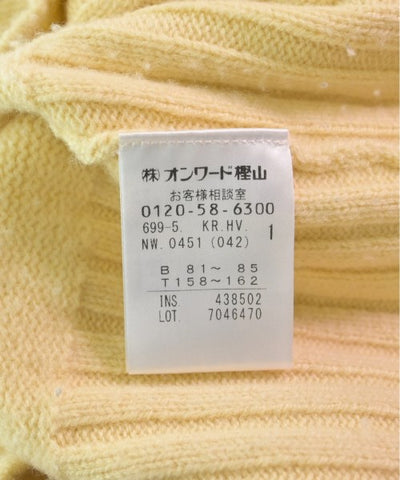 ㈱オンワード樫山
お客様相談室
0120-58-6300
699-5. KR.HV.
NW. 0451 (042) 1
B 81〜 85
T 158〜162
INS. 438502
LOT. 7046470